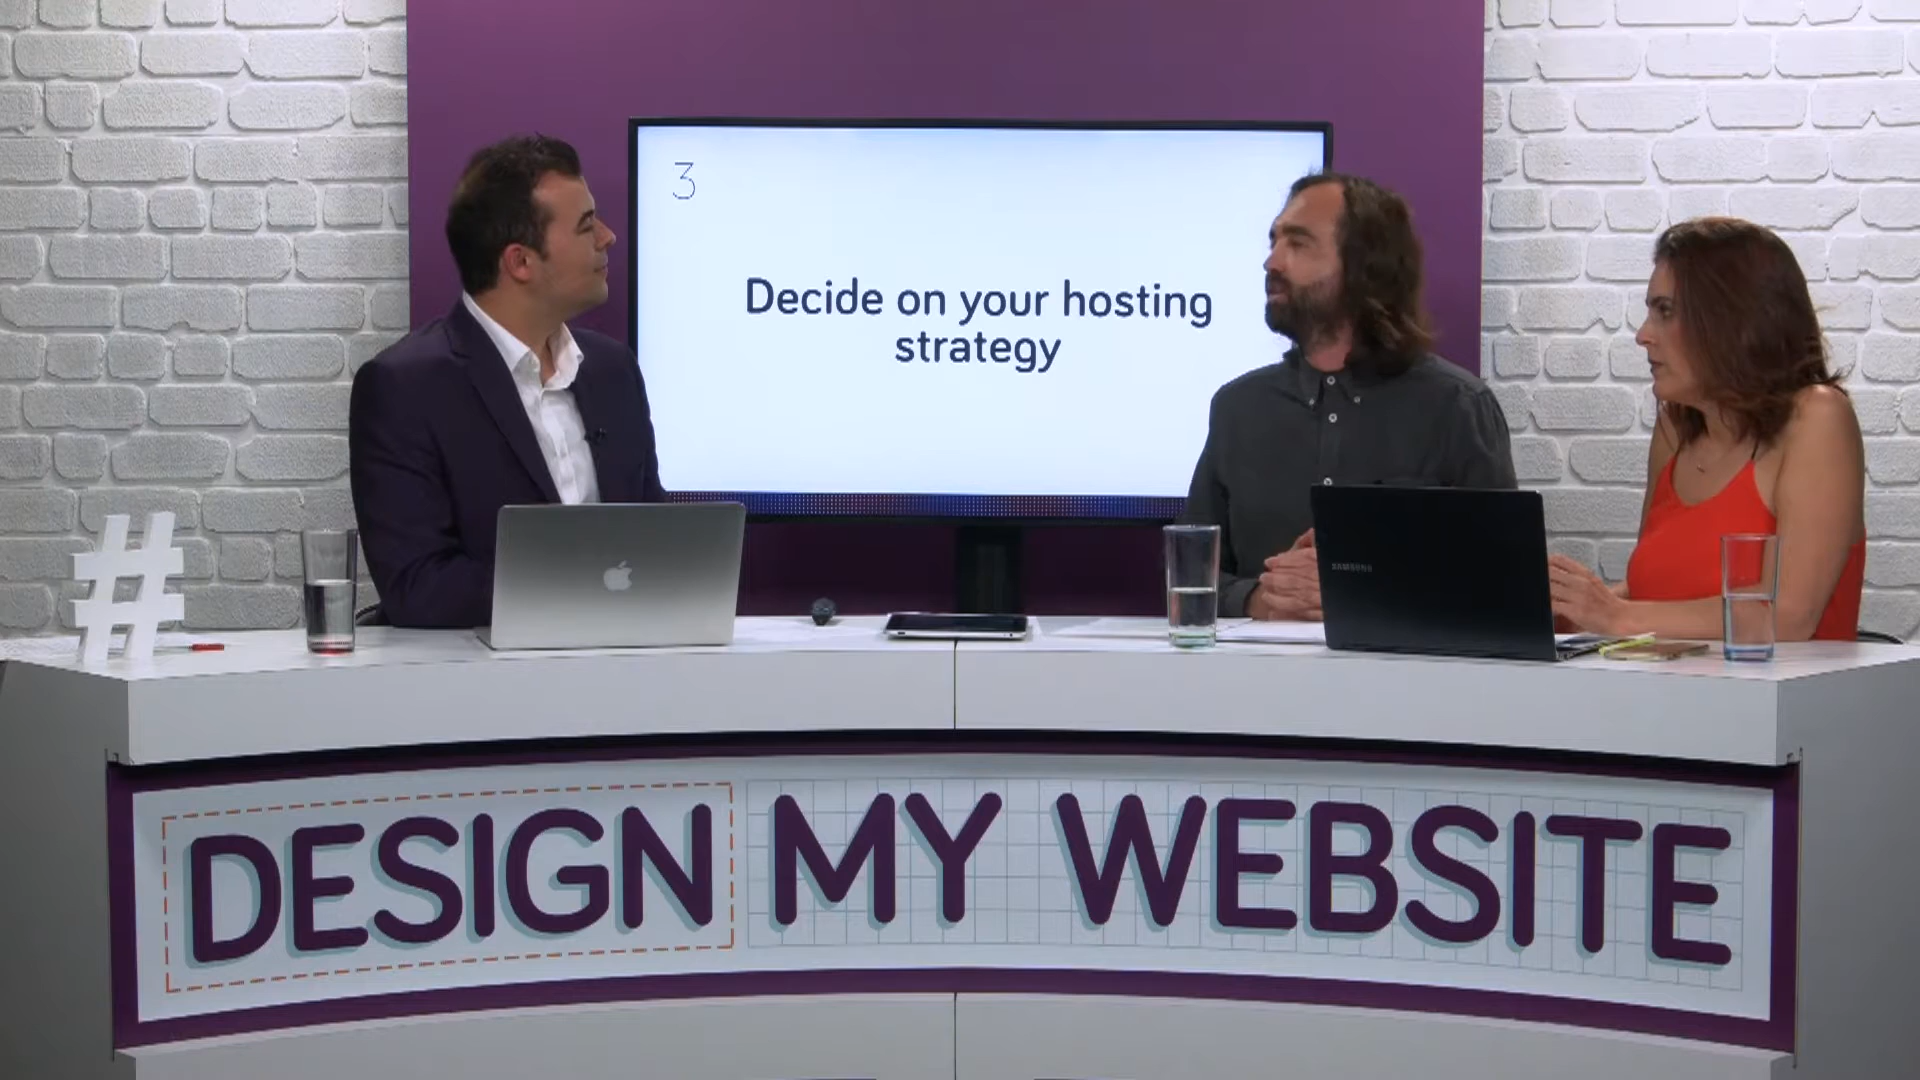 3
Decide on your hosting
strategy
#
SAMSUNG
DESIGN MY WEBSITE